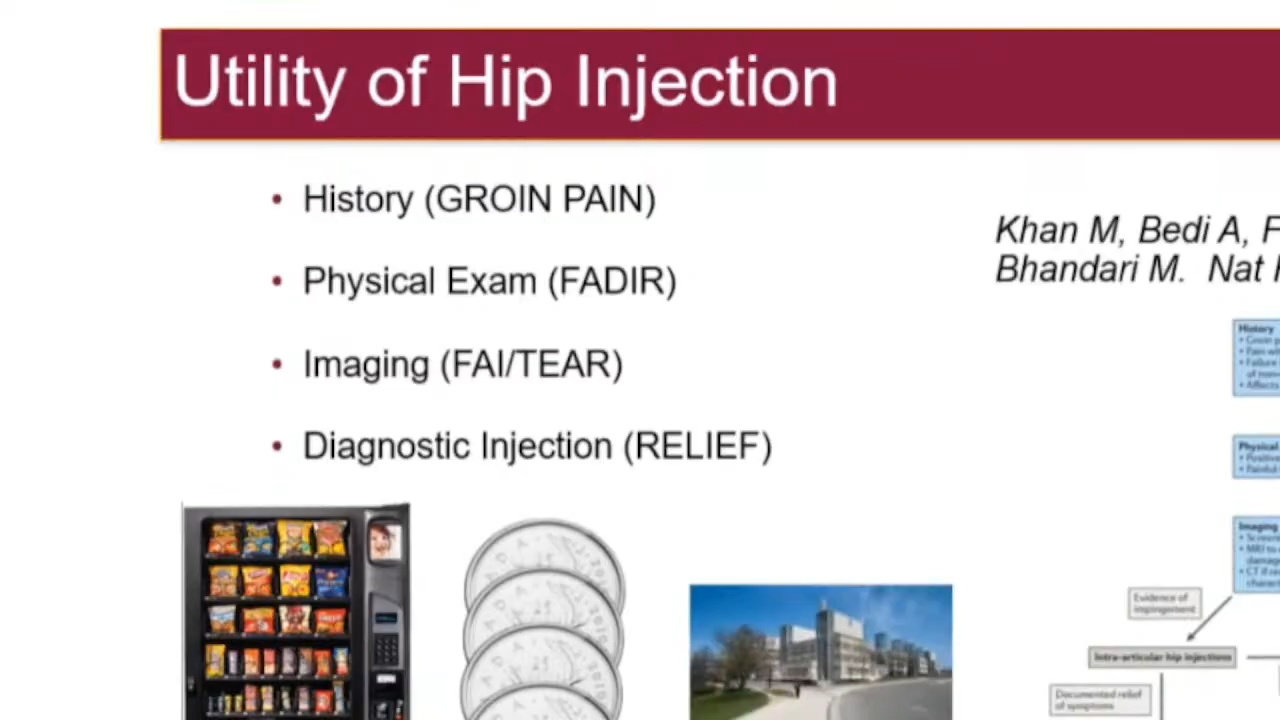 Utility of Hip Injection
• History (GROIN PAIN)
• Physical Exam (FADIR)
• Imaging (FAI/TEAR)
• Diagnostic Injection (RELIEF)
Khan M, Bedi A, F
Bhandari M. Nat
History
Physical
Imaging
Evidence of
impingement
Intra-articular hip injections
Documented relief
of symptoms